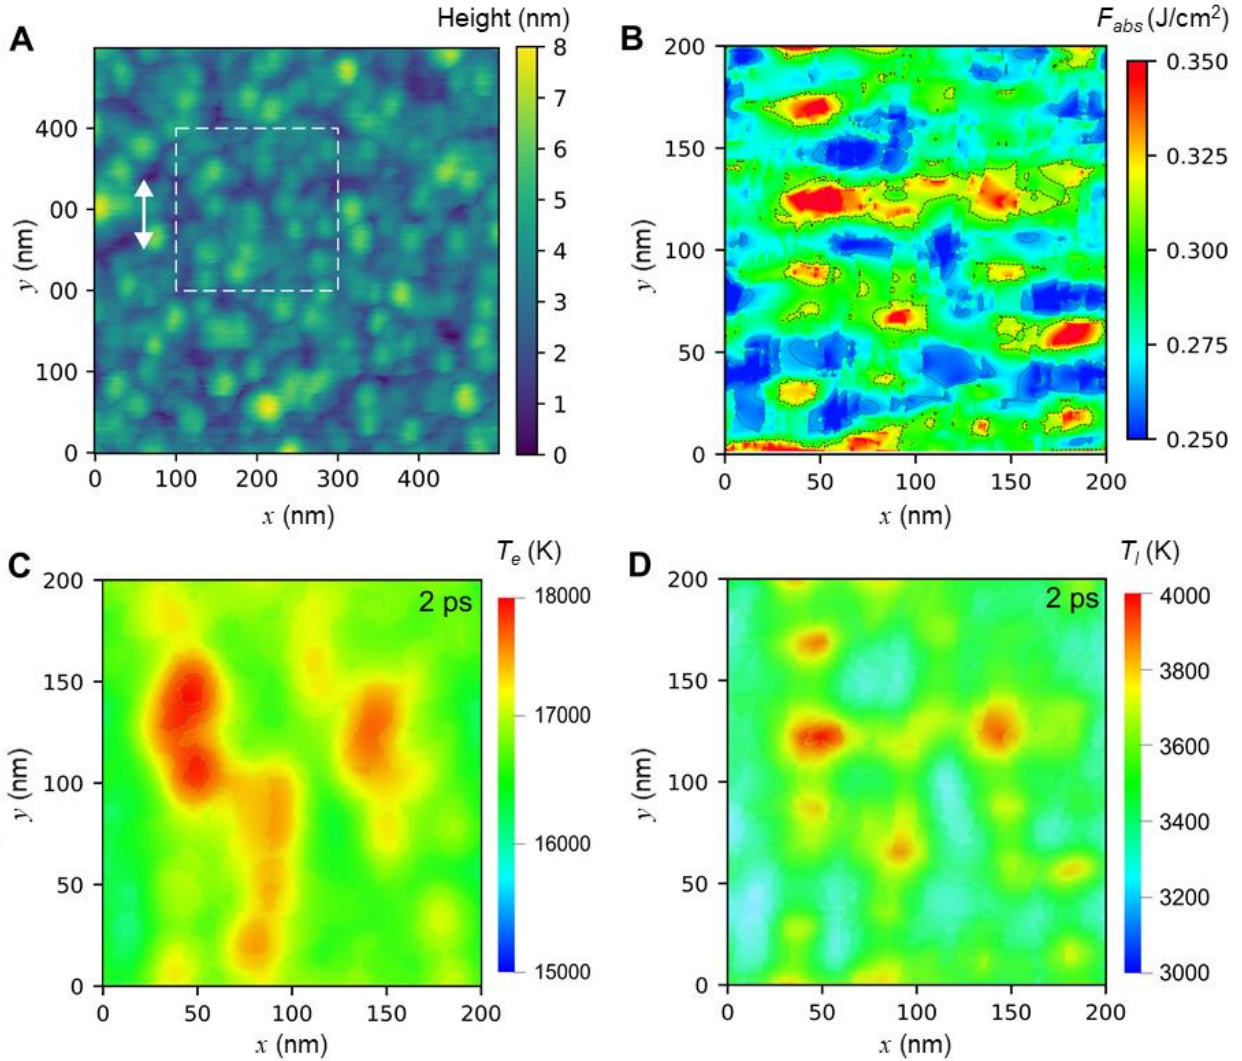 A
Height (nm)
8
7
6
5
4
3
2
1
0
400
00
00
100
0
y (nm)
0 100 200 300 400
x (nm)
B
F_abs (J/cm²)
0.350
0.325
0.300
0.275
0.250
200
150
100
50
0
y (nm)
0 50 100 150 200
x (nm)
C
T_e (K)
2 ps
18000
17000
16000
15000
200
150
100
50
0
y (nm)
0 50 100 150 200
x (nm)
D
T_l (K)
2 ps
4000
3800
3600
3400
3200
3000
200
150
100
50
0
y (nm)
0 50 100 150 200
x (nm)